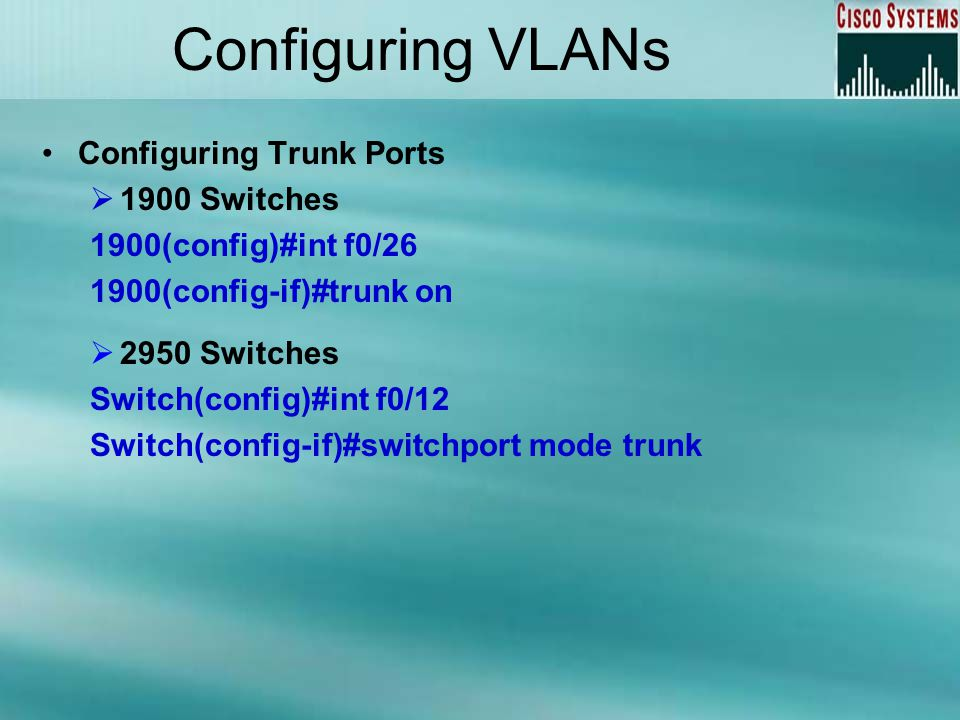 Configuring VLANs
CISCO SYSTEMS
• Configuring Trunk Ports
➢ 1900 Switches
1900(config)#int f0/26
1900(config-if)#trunk on
➢ 2950 Switches
Switch(config)#int f0/12
Switch(config-if)#switchport mode trunk